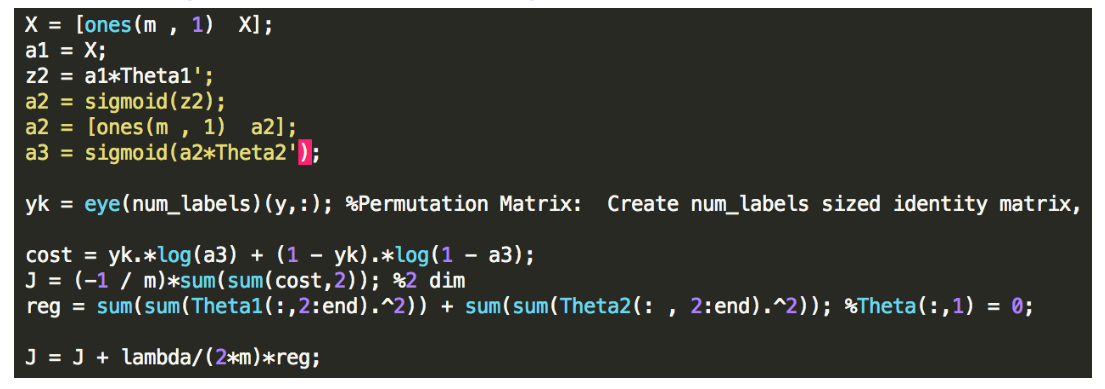 X = [ones(m , 1)  X];
a1 = X;
z2 = a1*Theta1';
a2 = sigmoid(z2);
a2 = [ones(m , 1)  a2];
a3 = sigmoid(a2*Theta2');
yk = eye(num_labels)(y,:); %Permutation Matrix:  Create num_labels sized identity matrix,
cost = yk.*log(a3) + (1 - yk).*log(1 - a3);
J = (-1 / m)*sum(sum(cost,2)); %2 dim
reg = sum(sum(Theta1(:,2:end).^2)) + sum(sum(Theta2(: , 2:end).^2)); %Theta(:,1) = 0;
J = J + lambda/(2*m)*reg;